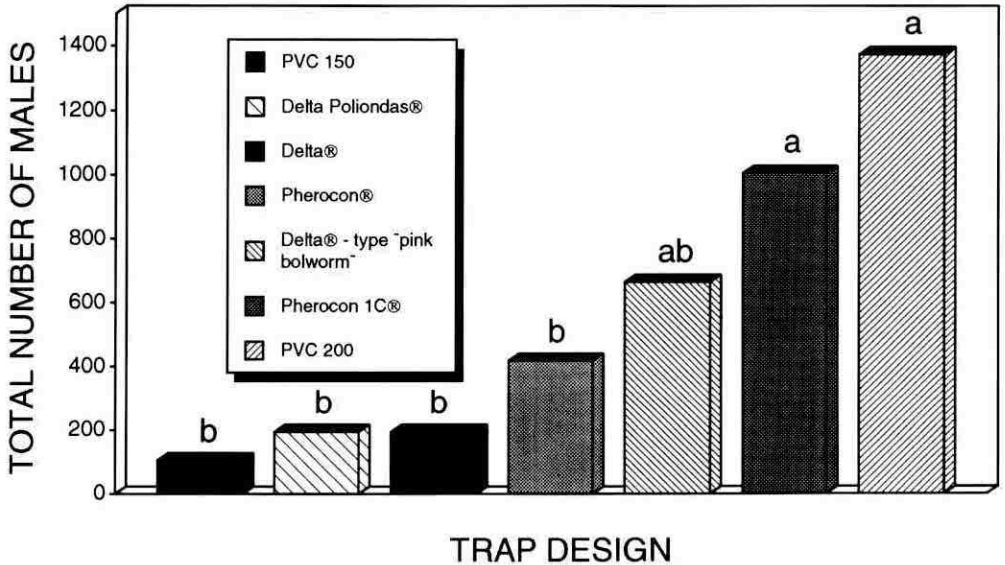 TOTAL NUMBER OF MALES
1400
1200
1000
800
600
400
200
0
PVC 150
Delta Poliondas®
Delta®
Pherocon®
Delta® - type ¨pink
bolworm¨
Pherocon 1C®
PVC 200
b
b
b
b
ab
a
a
TRAP DESIGN